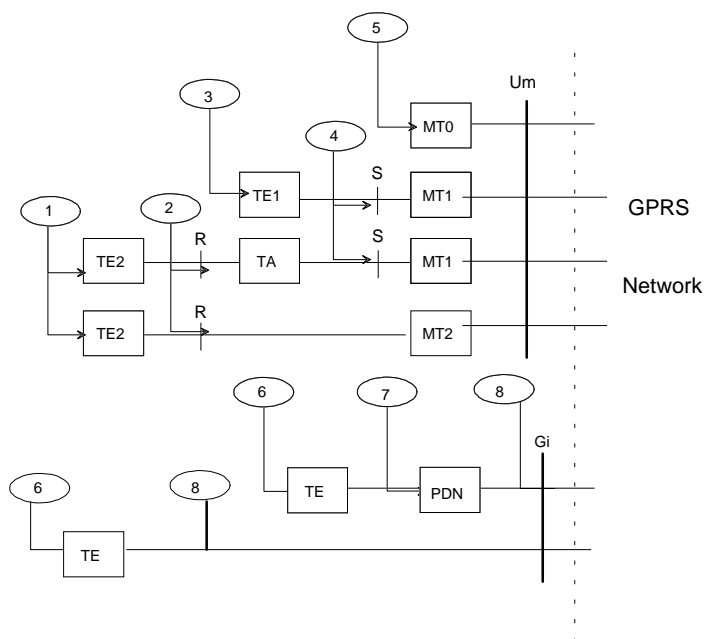 5
Um
3
4
MT0
S
TE1
MT1
GPRS
1
2
R
S
TE2
TA
MT1
Network
R
TE2
MT2
6
7
8
Gi
6
8
TE
PDN
TE